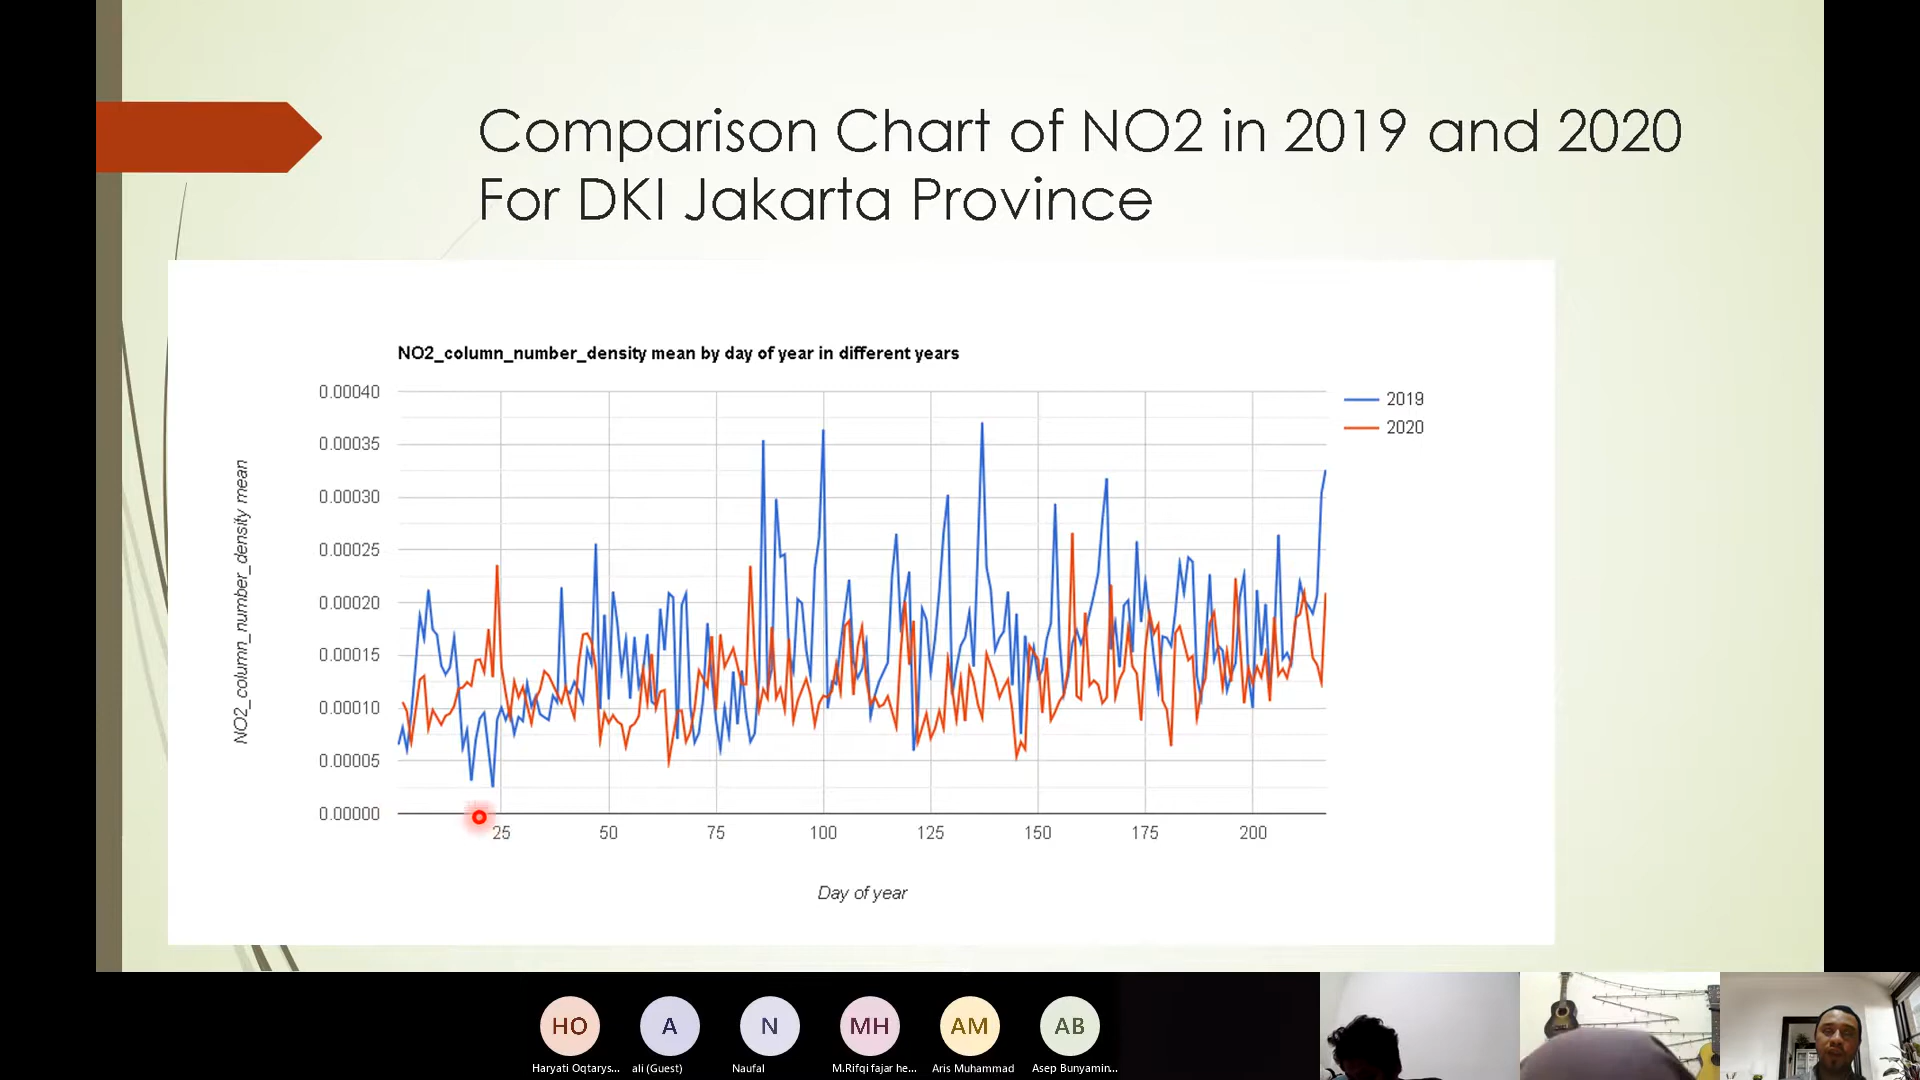 Comparison Chart of NO2 in 2019 and 2020
For DKI Jakarta Province
NO2_column_number_density mean by day of year in different years
0.00040
0.00035
0.00030
0.00025
0.00020
0.00015
0.00010
0.00005
0.00000
NO2_column_number_density mean
2019
2020
25 50 75 100 125 150 175 200
Day of year
HO A N MH AM AB
Haryati Oqtarys... ali (Guest) Naufal M.Rifqi fajar he... Aris Muhammad Asep Bunyamin...